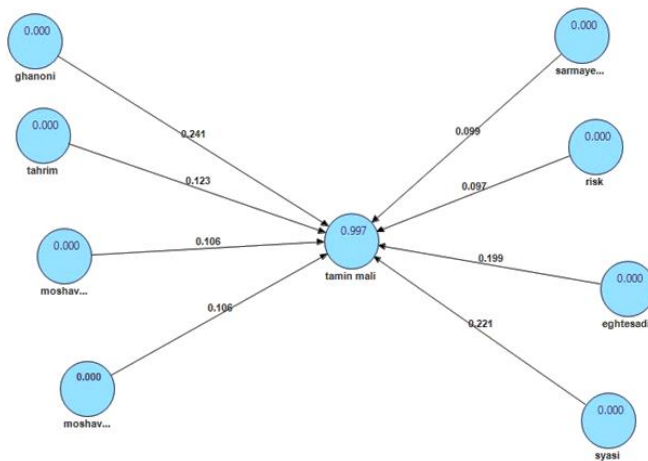 0.000
ghanoni
0.000
sarmaye...
0.000
tahrim
0.000
risk
0.241
0.099
0.123
0.097
0.997
tamin mali
0.000
moshav...
0.106
0.199
0.000
eghtesadi
0.106
0.221
0.000
moshav...
0.000
syasi